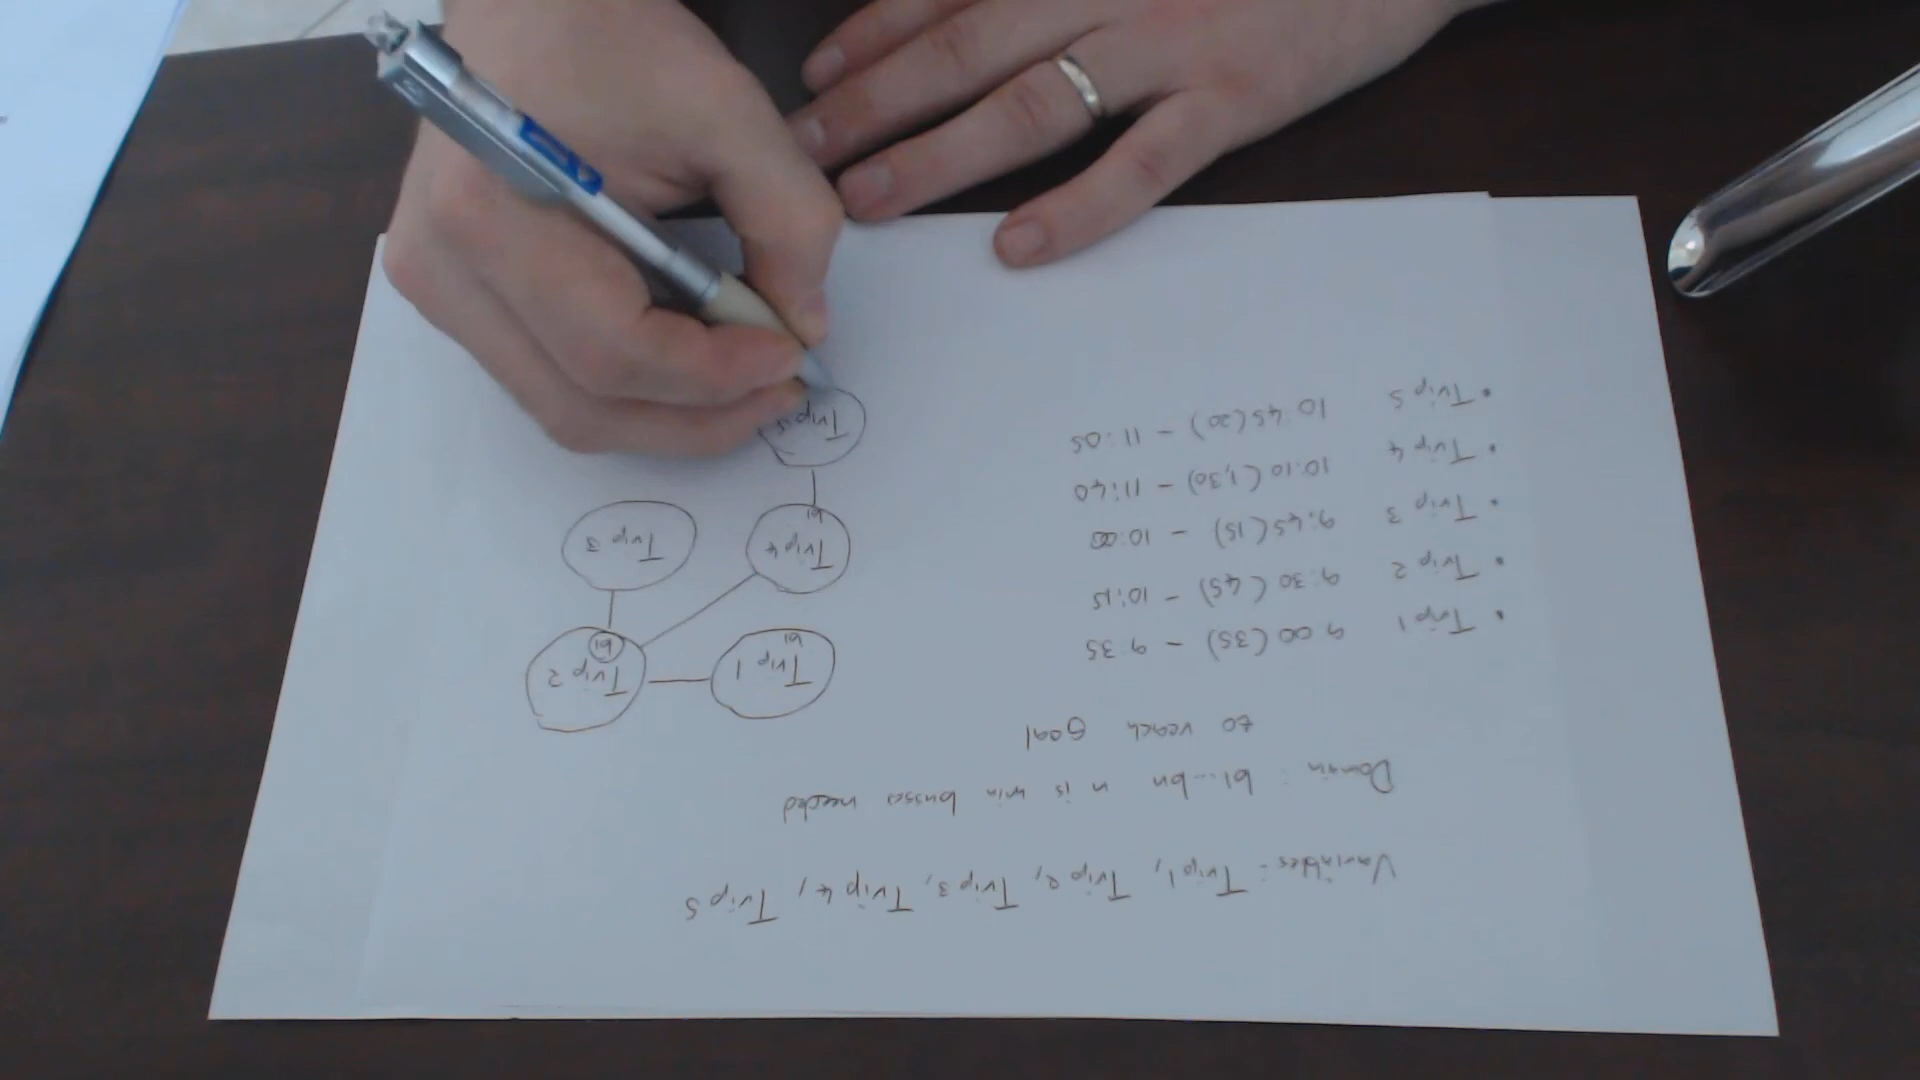 Variables: Trip1, Trip 2, Trip 3, Trip 4, Trip 5
Domain: b1...bn n is min busses needed
to reach goal
• Trip 1 9 00 (35) - 9 35
• Trip 2 9:30 (45) - 10:15
• Trip 3 9:45 (15) - 10:00
• Trip 4 10:10 (1,30) - 11:40
• Trip 5 10 45 (20) - 11:05
Trip 1
b1
Trip 2
b1
Trip 3
Trip 4
b1
Trip 5